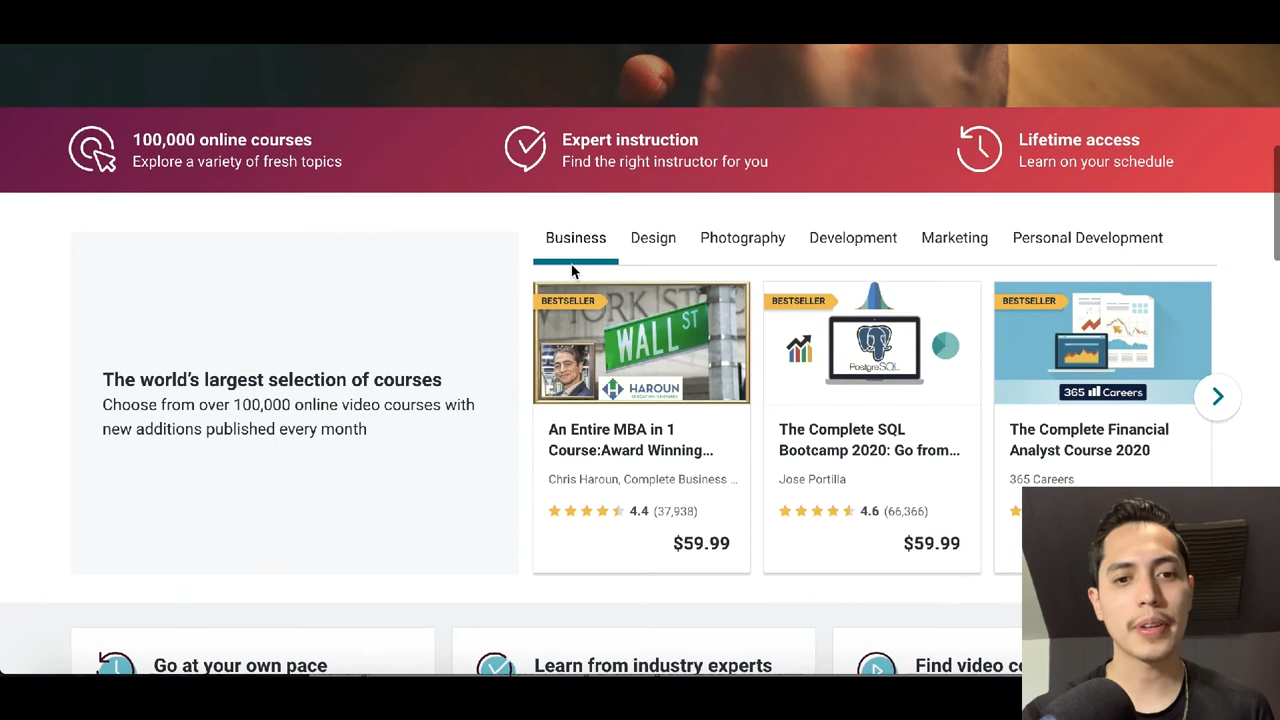 100,000 online courses
Explore a variety of fresh topics
Expert instruction
Find the right instructor for you
Lifetime access
Learn on your schedule
Business
Design
Photography
Development
Marketing
Personal Development
The world's largest selection of courses
Choose from over 100,000 online video courses with
new additions published every month
BESTSELLER
WALL ST
HAROUN
EDUCATION VENTURES
An Entire MBA in 1
Course:Award Winning...
Chris Haroun, Complete Business ...
4.4 (37,938)
$59.99
BESTSELLER
PostgreSQL
The Complete SQL
Bootcamp 2020: Go from...
Jose Portilla
4.6 (66,366)
$59.99
BESTSELLER
365 Careers
The Complete Financial
Analyst Course 2020
365 Careers
Go at your own pace
Learn from industry experts
Find video